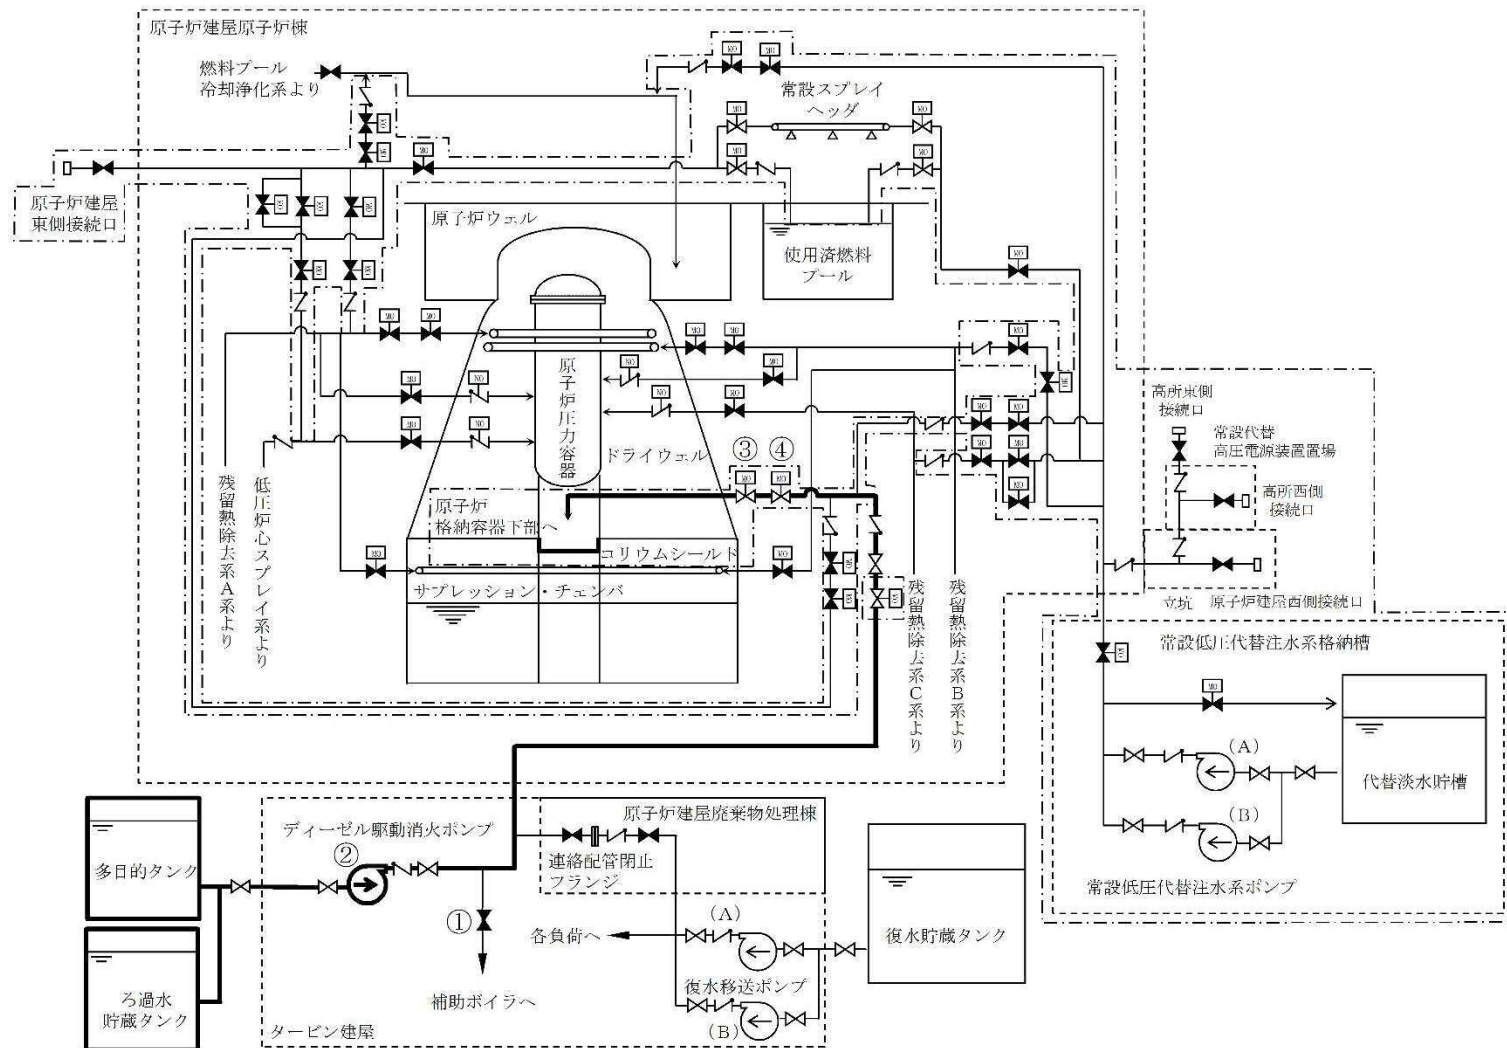 原子炉建屋原子炉棟
燃料プール
冷却浄化系より
常設スプレイ
ヘッダ
MO
原子炉建屋
東側接続口
原子炉ウェル
使用済燃料
プール
原子炉圧力容器
ドライウェル
③
④
原子炉
格納容器下部へ
コリウムシールド
サプレッション・チェンバ
残留熱除去系A系より
低圧炉心スプレイ系より
残留熱除去系C系より
残留熱除去系B系より
高所東側
接続口
常設代替
高圧電源装置置場
高所西側
接続口
立坑
原子炉建屋西側接続口
常設低圧代替注水系格納槽
(A)
(B)
代替淡水貯槽
常設低圧代替注水系ポンプ
多目的タンク
ろ過水
貯蔵タンク
ディーゼル駆動消火ポンプ
②
①
補助ボイラへ
タービン建屋
原子炉建屋廃棄物処理棟
連絡配管閉止
フランジ
各負荷へ
(A)
復水移送ポンプ
(B)
復水貯蔵タンク